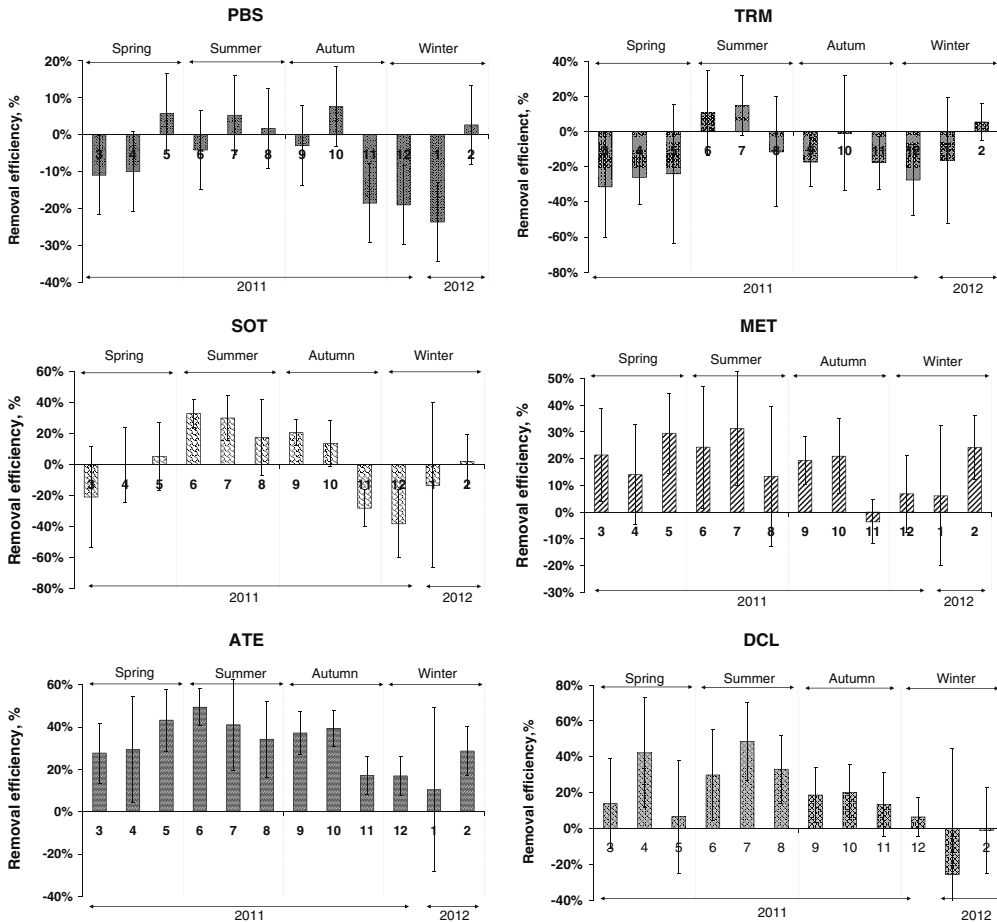 PBS
Spring Summer Autum Winter
20%
10%
0%
-10%
-20%
-30%
-40%
Removal efficiency, %
3 4 5 6 7 8 9 10 11 12 1 2
2011 2012
TRM
Spring Summer Autum Winter
40%
20%
0%
-20%
-40%
-60%
-80%
Removal efficienct, %
3 4 5 6 7 8 9 10 11 12 1 2
2011 2012
SOT
Spring Summer Autumn Winter
60%
40%
20%
0%
-20%
-40%
-60%
-80%
Removal efficiency, %
3 4 5 6 7 8 9 10 11 12 1 2
2011 2012
MET
Spring Summer Autumn Winter
50%
40%
30%
20%
10%
0%
-10%
-20%
-30%
Removal efficiency, %
3 4 5 6 7 8 9 10 11 12 1 2
2011 2012
ATE
Spring Summer Autumn Winter
60%
40%
20%
0%
-20%
-40%
Removal efficiency, %
3 4 5 6 7 8 9 10 11 12 1 2
2011 2012
DCL
Spring Summer Autumn Winter
80%
60%
40%
20%
0%
-20%
-40%
Removal efficiency,%
3 4 5 6 7 8 9 10 11 12 2
2011 2012